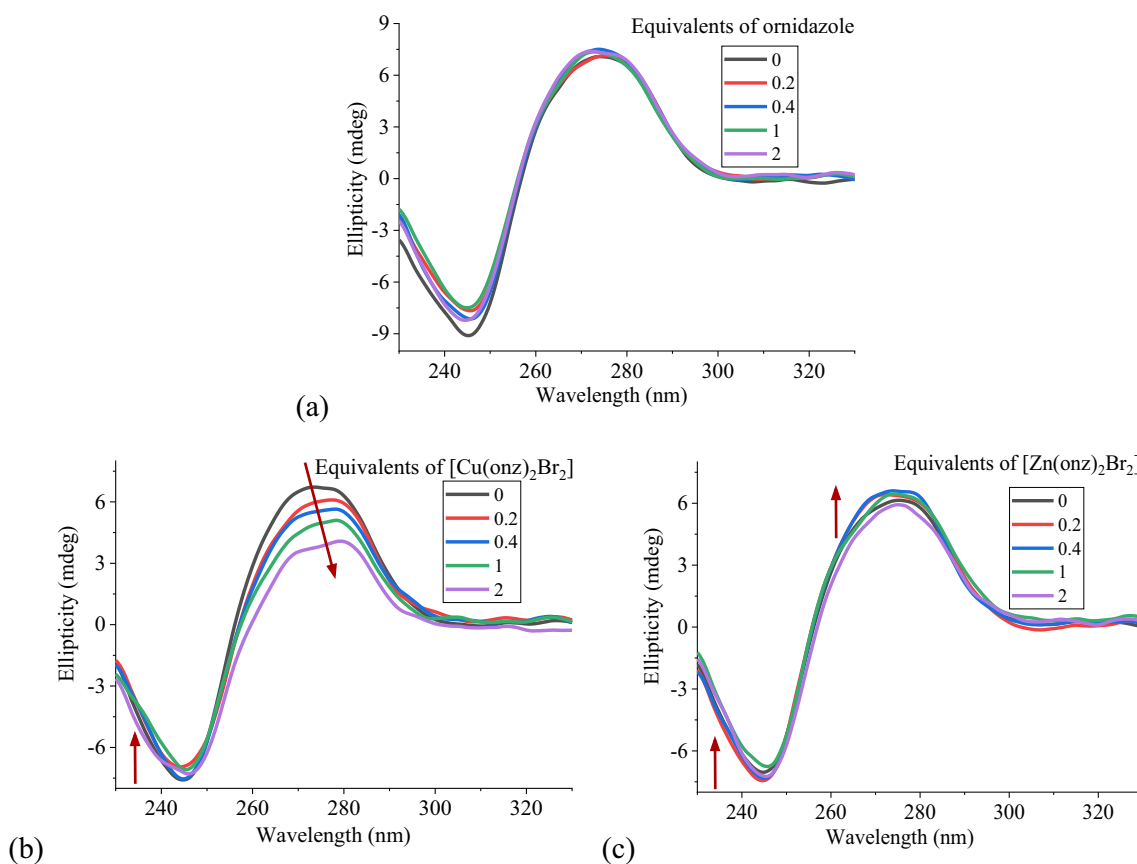 Equivalents of ornidazole
0
0.2
0.4
1
2
9
6
3
0
-3
-6
-9
Ellipticity (mdeg)
240 260 280 300 320
Wavelength (nm)
(a)
Equivalents of [Cu(onz)2Br2]
0
0.2
0.4
1
2
6
3
0
-3
-6
Ellipticity (mdeg)
240 260 280 300 320
Wavelength (nm)
(b)
Equivalents of [Zn(onz)2Br2]
0
0.2
0.4
1
2
6
3
0
-3
-6
Ellipticity (mdeg)
240 260 280 300 320
Wavelength (nm)
(c)